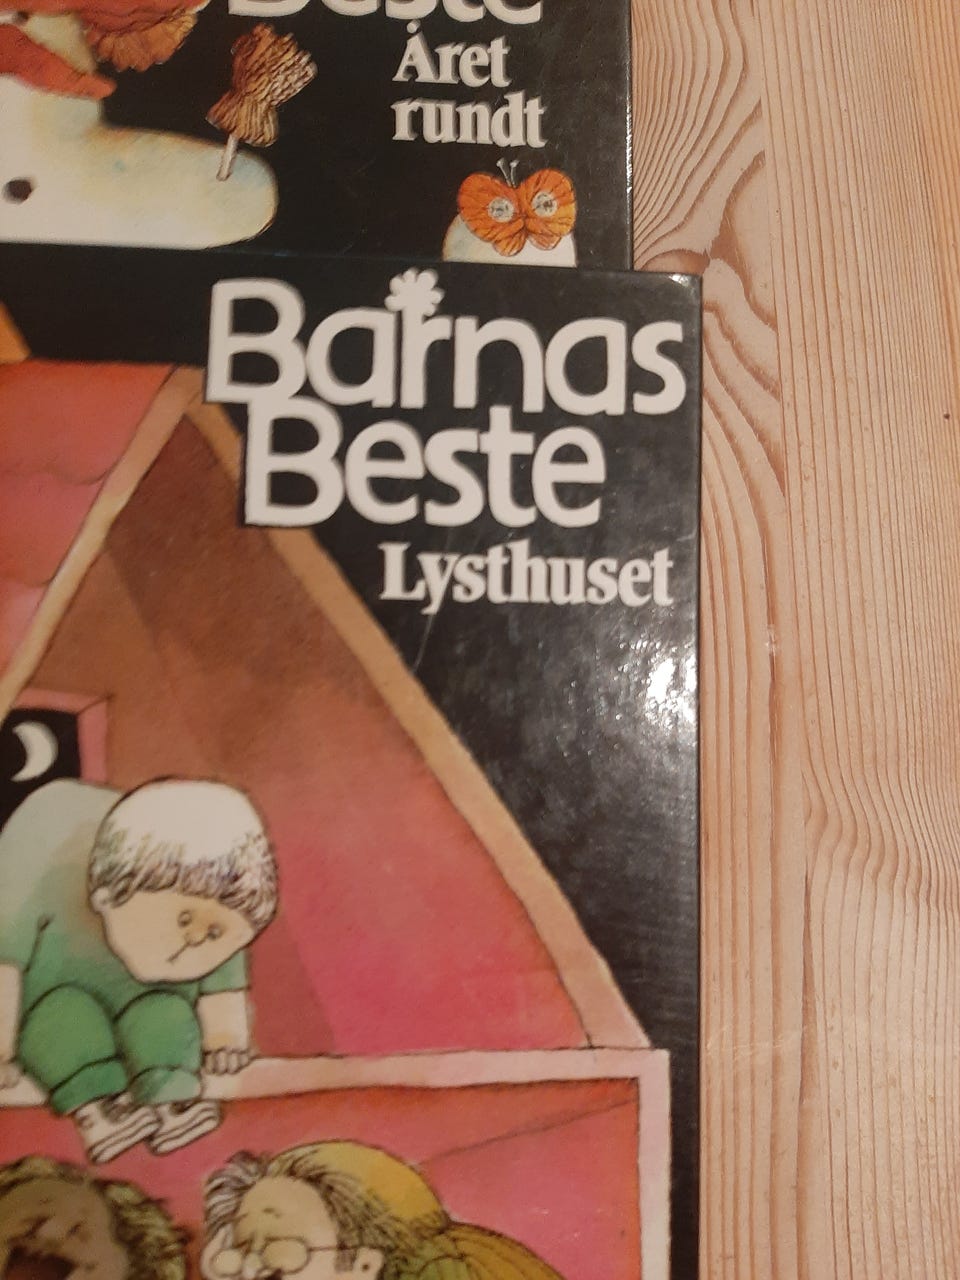 Beste
Året
rundt
Barnas
Beste
Lysthuset